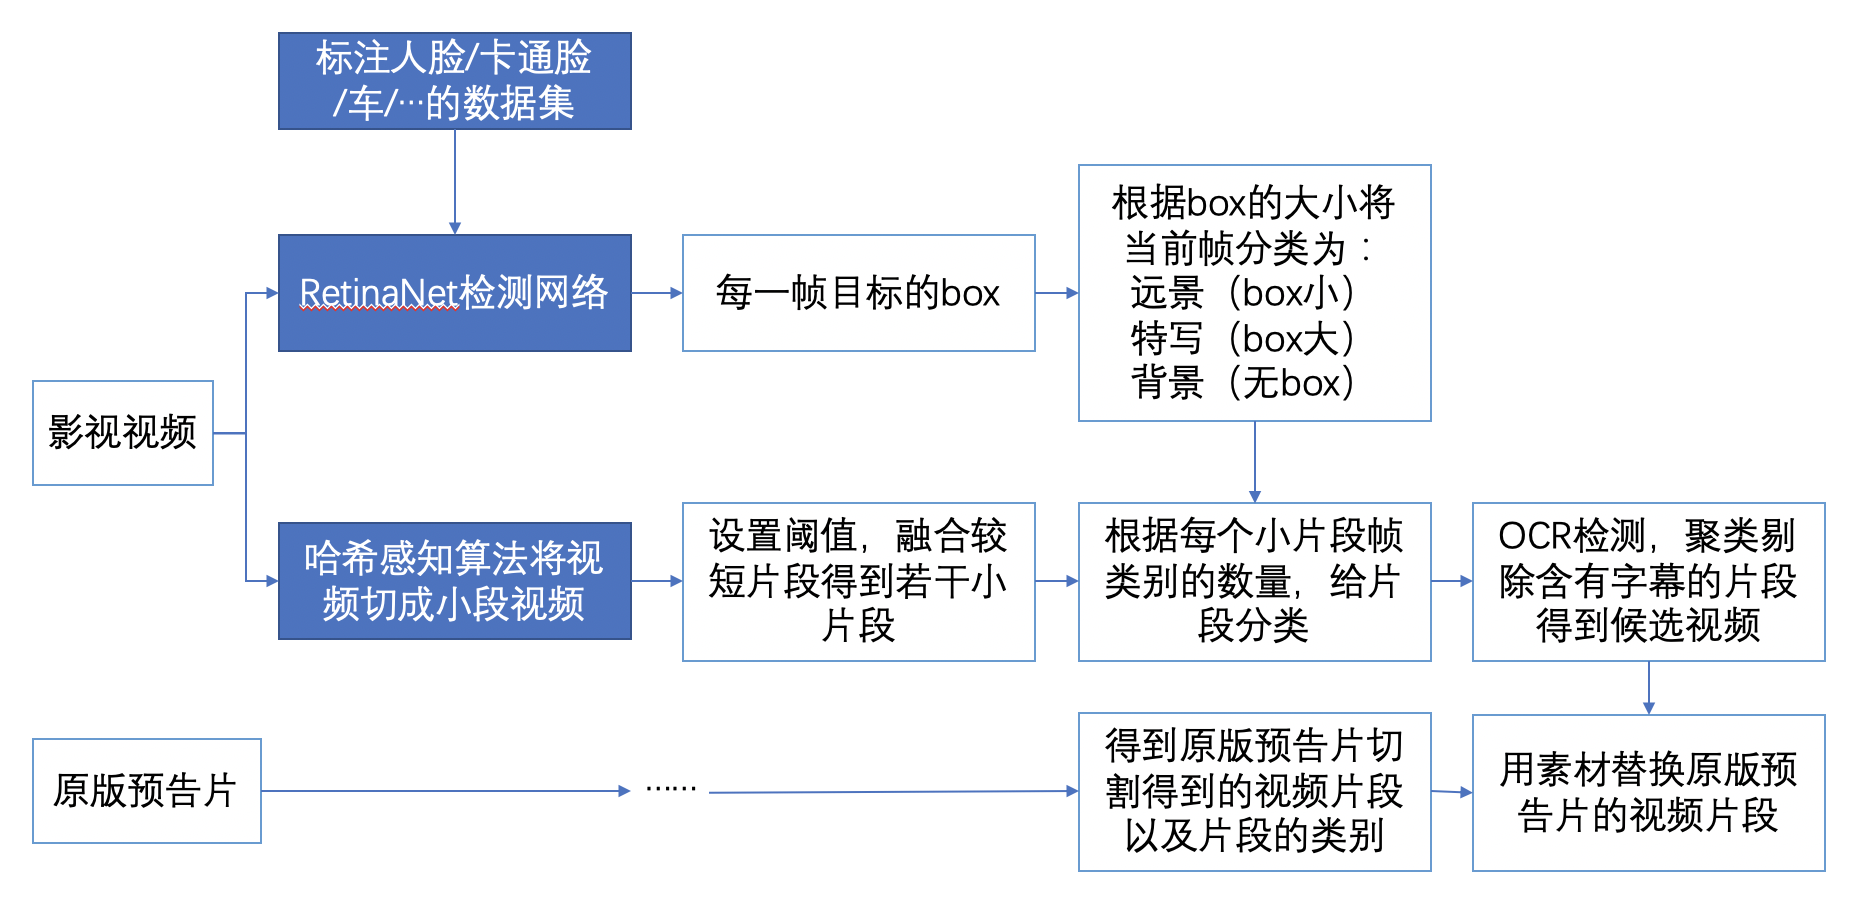 标注人脸/卡通脸
/车/…的数据集
RetinaNet检测网络
每一帧目标的box
根据box的大小将
当前帧分类为：
远景（box小）
特写（box大）
背景（无box）
影视视频
哈希感知算法将视
频切成小段视频
设置阈值，融合较
短片段得到若干小
片段
根据每个小片段帧
类别的数量，给片
段分类
OCR检测，聚类剔
除含有字幕的片段
得到候选视频
原版预告片
……
得到原版预告片切
割得到的视频片段
以及片段的类别
用素材替换原版预
告片的视频片段